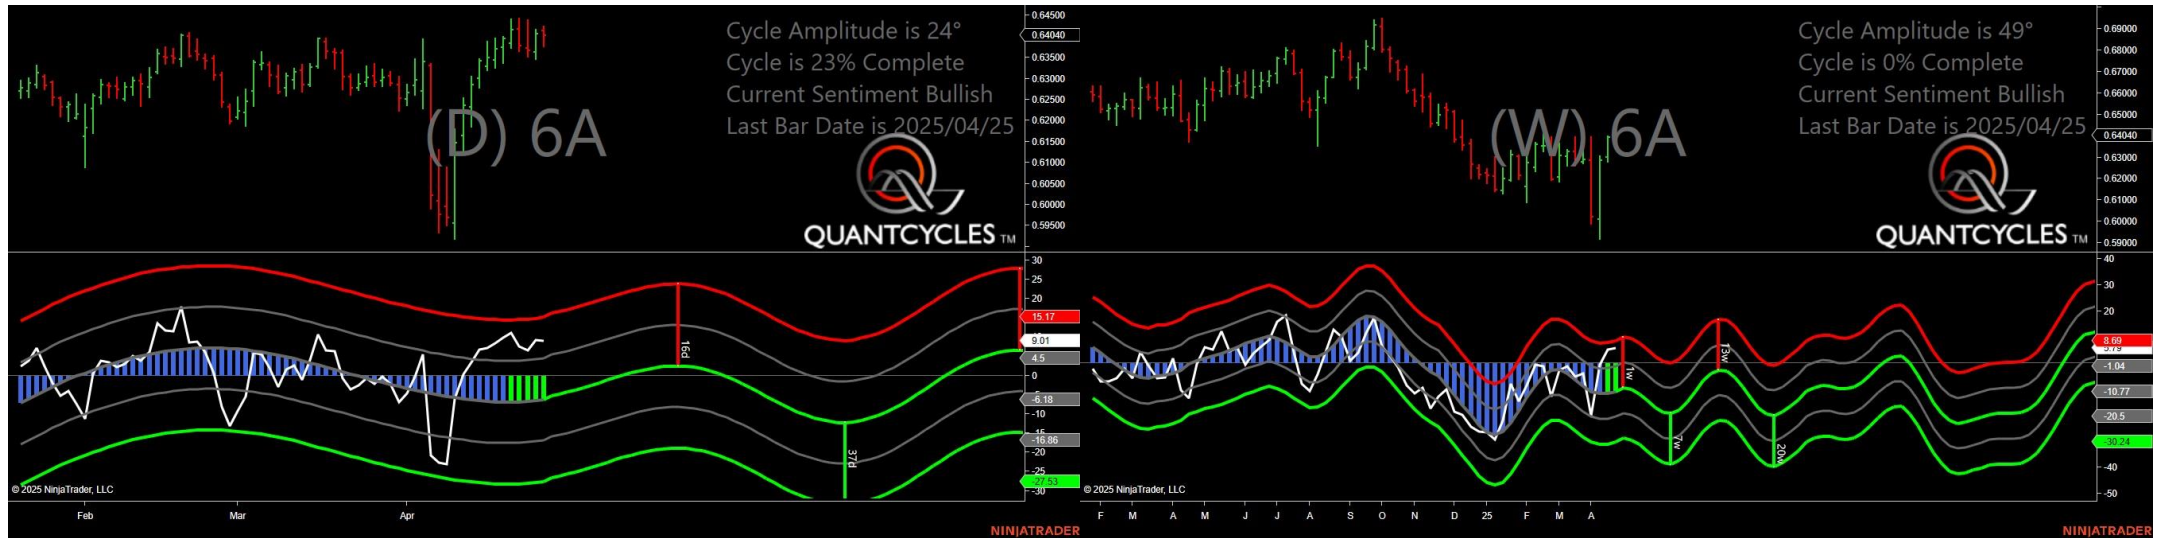 Cycle Amplitude is 24°
Cycle is 23% Complete
Current Sentiment Bullish
Last Bar Date is 2025/04/25
(D) 6A
QUANTCYCLES TM
0.64500
0.64040
0.63500
0.63000
0.62500
0.62000
0.61500
0.61000
0.60500
0.60000
0.59500
30
25
20
15.17
9.01
4.5
0
-6.18
-10
-15
-16.86
-20
-25
-27.53
-30
16d
37d
© 2025 NinjaTrader, LLC
Feb
Mar
Apr
NINJATRADER
Cycle Amplitude is 49°
Cycle is 0% Complete
Current Sentiment Bullish
Last Bar Date is 2025/04/25
(W) 6A
QUANTCYCLES TM
0.69000
0.68000
0.67000
0.66000
0.65000
0.64040
0.63000
0.62000
0.61000
0.60000
0.59000
40
30
20
8.69
-1.04
-10.77
-20.5
-30.24
-40
-50
1w
7w
13w
20w
© 2025 NinjaTrader, LLC
F M A M J J A S O N D 25 F M A
NINJATRADER